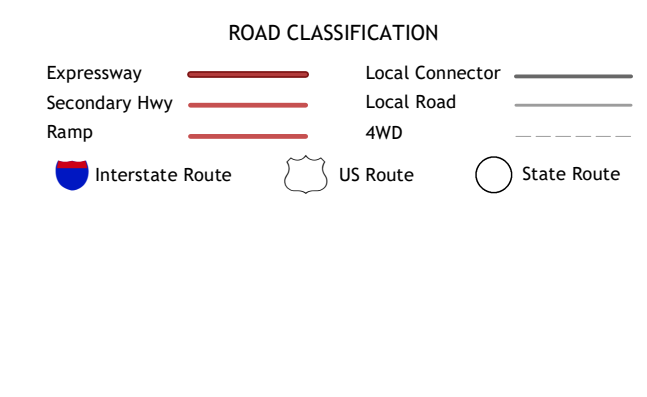 ROAD CLASSIFICATION
Expressway
Local Connector
Secondary Hwy
Local Road
Ramp
4WD
Interstate Route
US Route
State Route